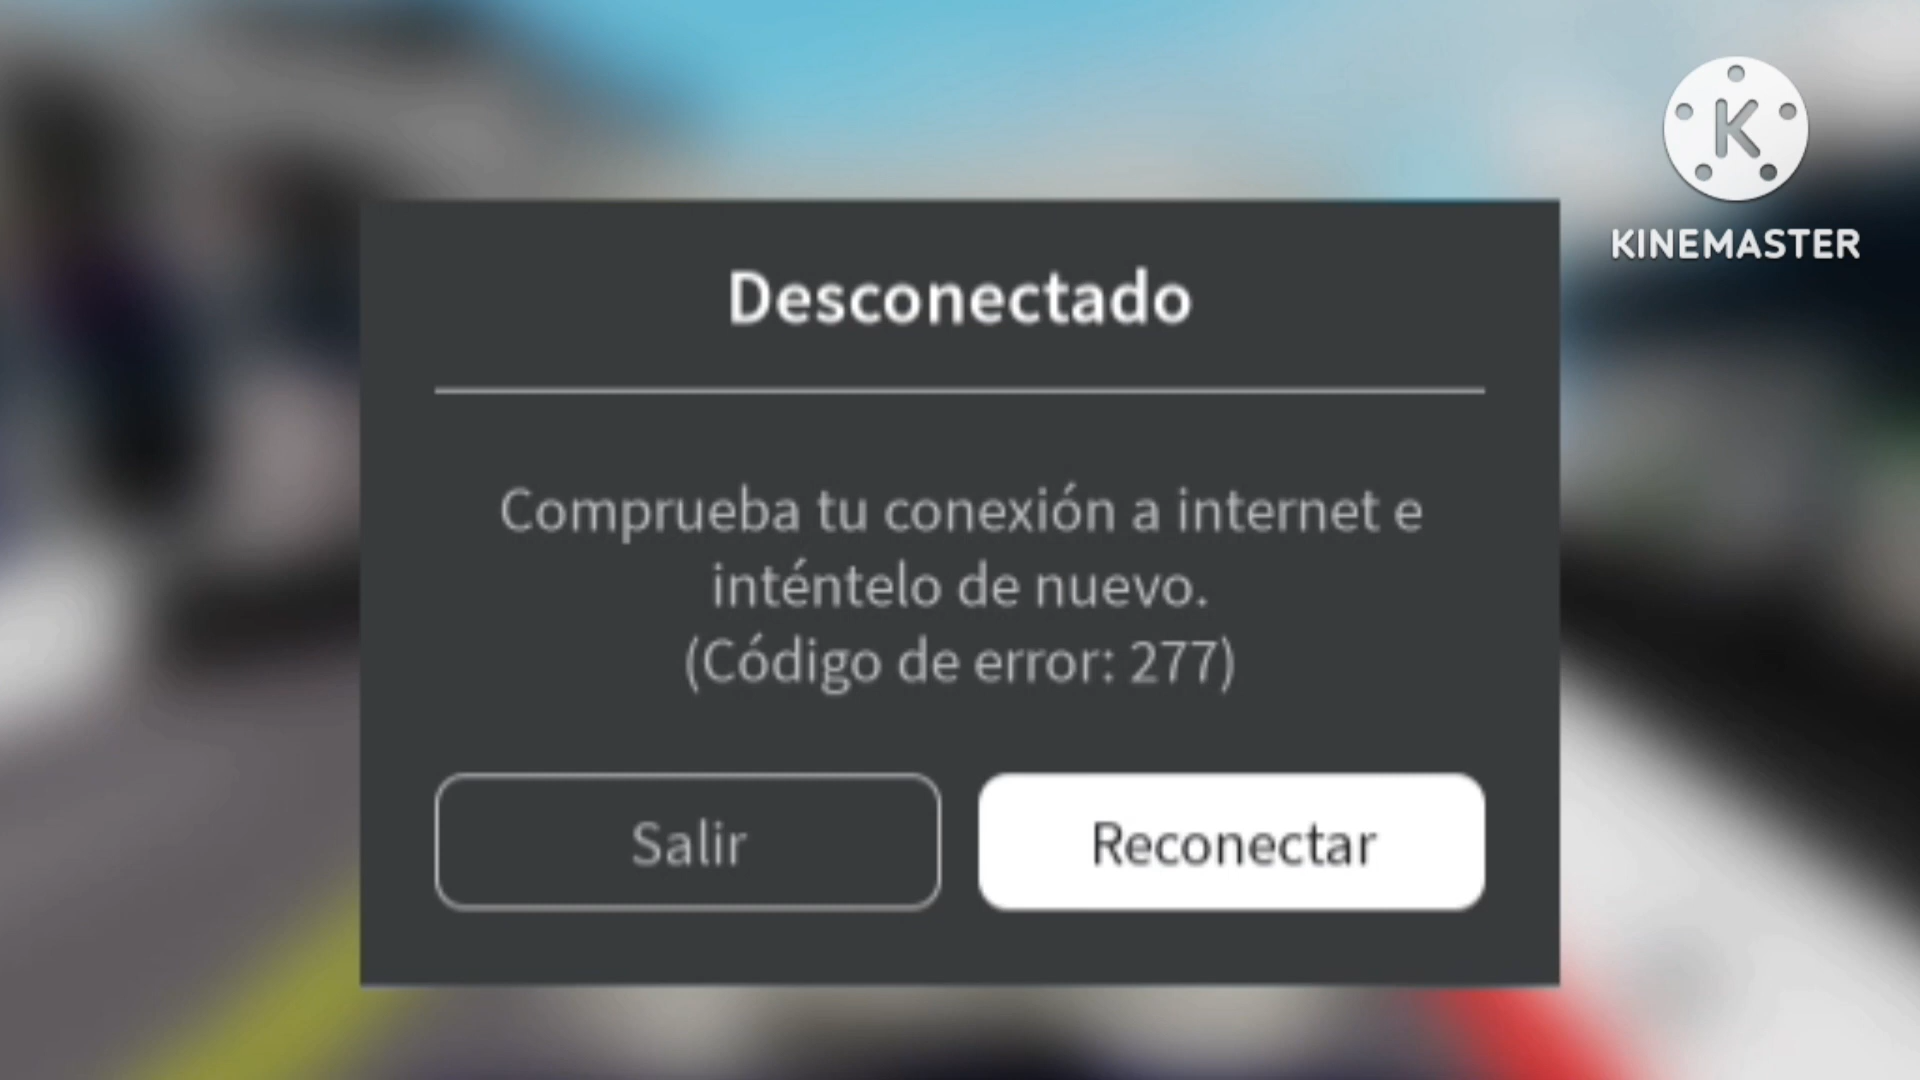 K
KINEMASTER
Desconectado
Comprueba tu conexión a internet e
inténtelo de nuevo.
(Código de error: 277)
Salir
Reconectar